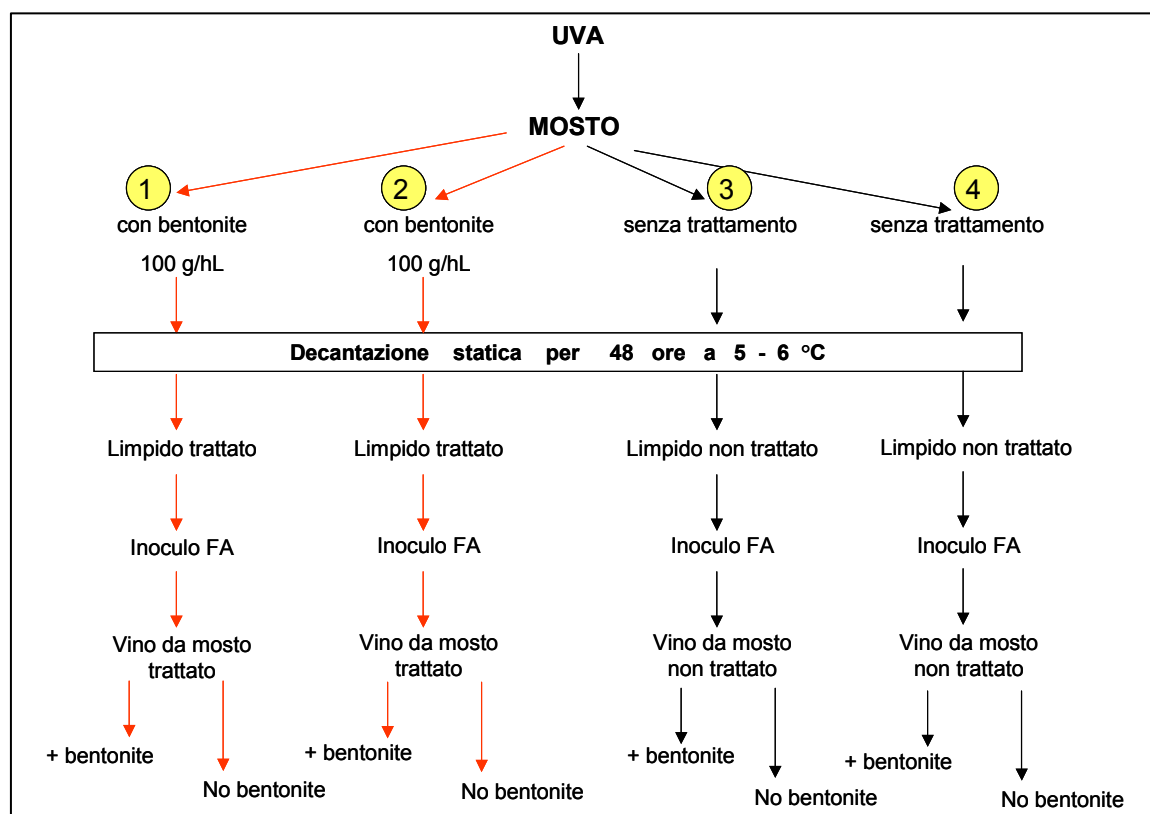 UVA
MOSTO
1
2
3
4
con bentonite
con bentonite
senza trattamento
senza trattamento
100 g/hL
100 g/hL
Decantazione statica per 48 ore a 5 - 6 °C
Limpido trattato
Limpido trattato
Limpido non trattato
Limpido non trattato
Inoculo FA
Inoculo FA
Inoculo FA
Inoculo FA
Vino da mosto
trattato
Vino da mosto
trattato
Vino da mosto
non trattato
Vino da mosto
non trattato
+ bentonite
No bentonite
+ bentonite
No bentonite
+ bentonite
No bentonite
+ bentonite
No bentonite